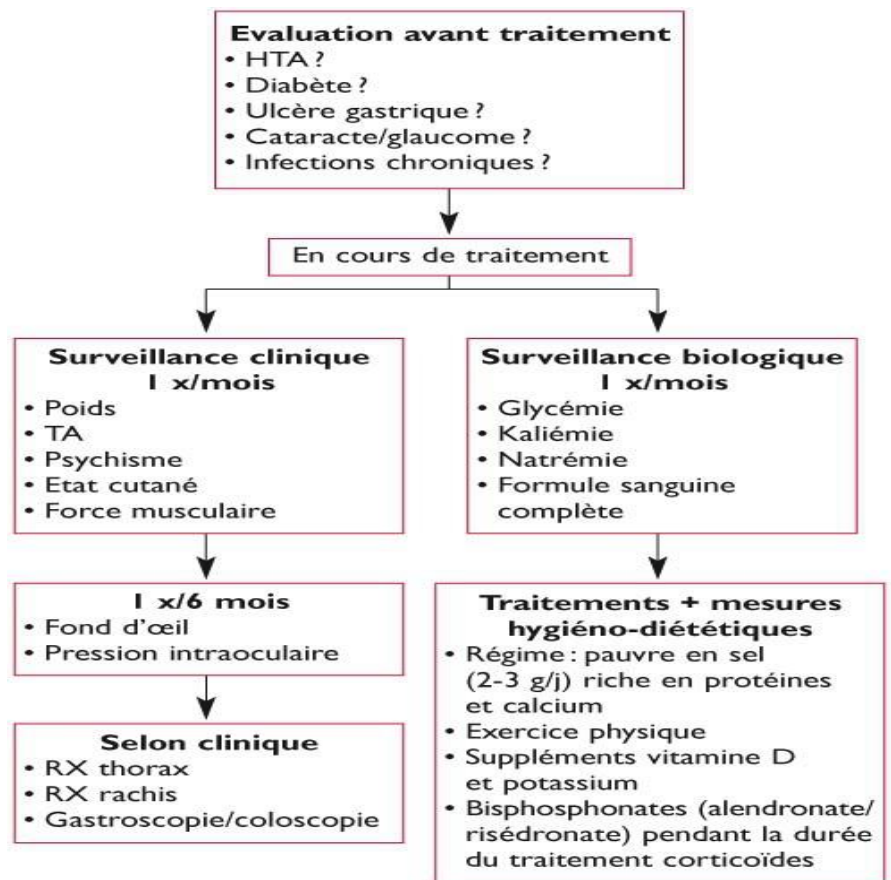 Evaluation avant traitement
• HTA ?
• Diabète ?
• Ulcère gastrique ?
• Cataracte/glaucome ?
• Infections chroniques ?
En cours de traitement
Surveillance clinique
1 x/mois
• Poids
• TA
• Psychisme
• Etat cutané
• Force musculaire
Surveillance biologique
1 x/mois
• Glycémie
• Kaliémie
• Natrémie
• Formule sanguine
complète
1 x/6 mois
• Fond d'œil
• Pression intraoculaire
Selon clinique
• RX thorax
• RX rachis
• Gastroscopie/coloscopie
Traitements + mesures
hygiéno-diététiques
• Régime : pauvre en sel
(2-3 g/j) riche en protéines
et calcium
• Exercice physique
• Suppléments vitamine D
et potassium
• Bisphosphonates (alendronate/
risédronate) pendant la durée
du traitement corticoïdes